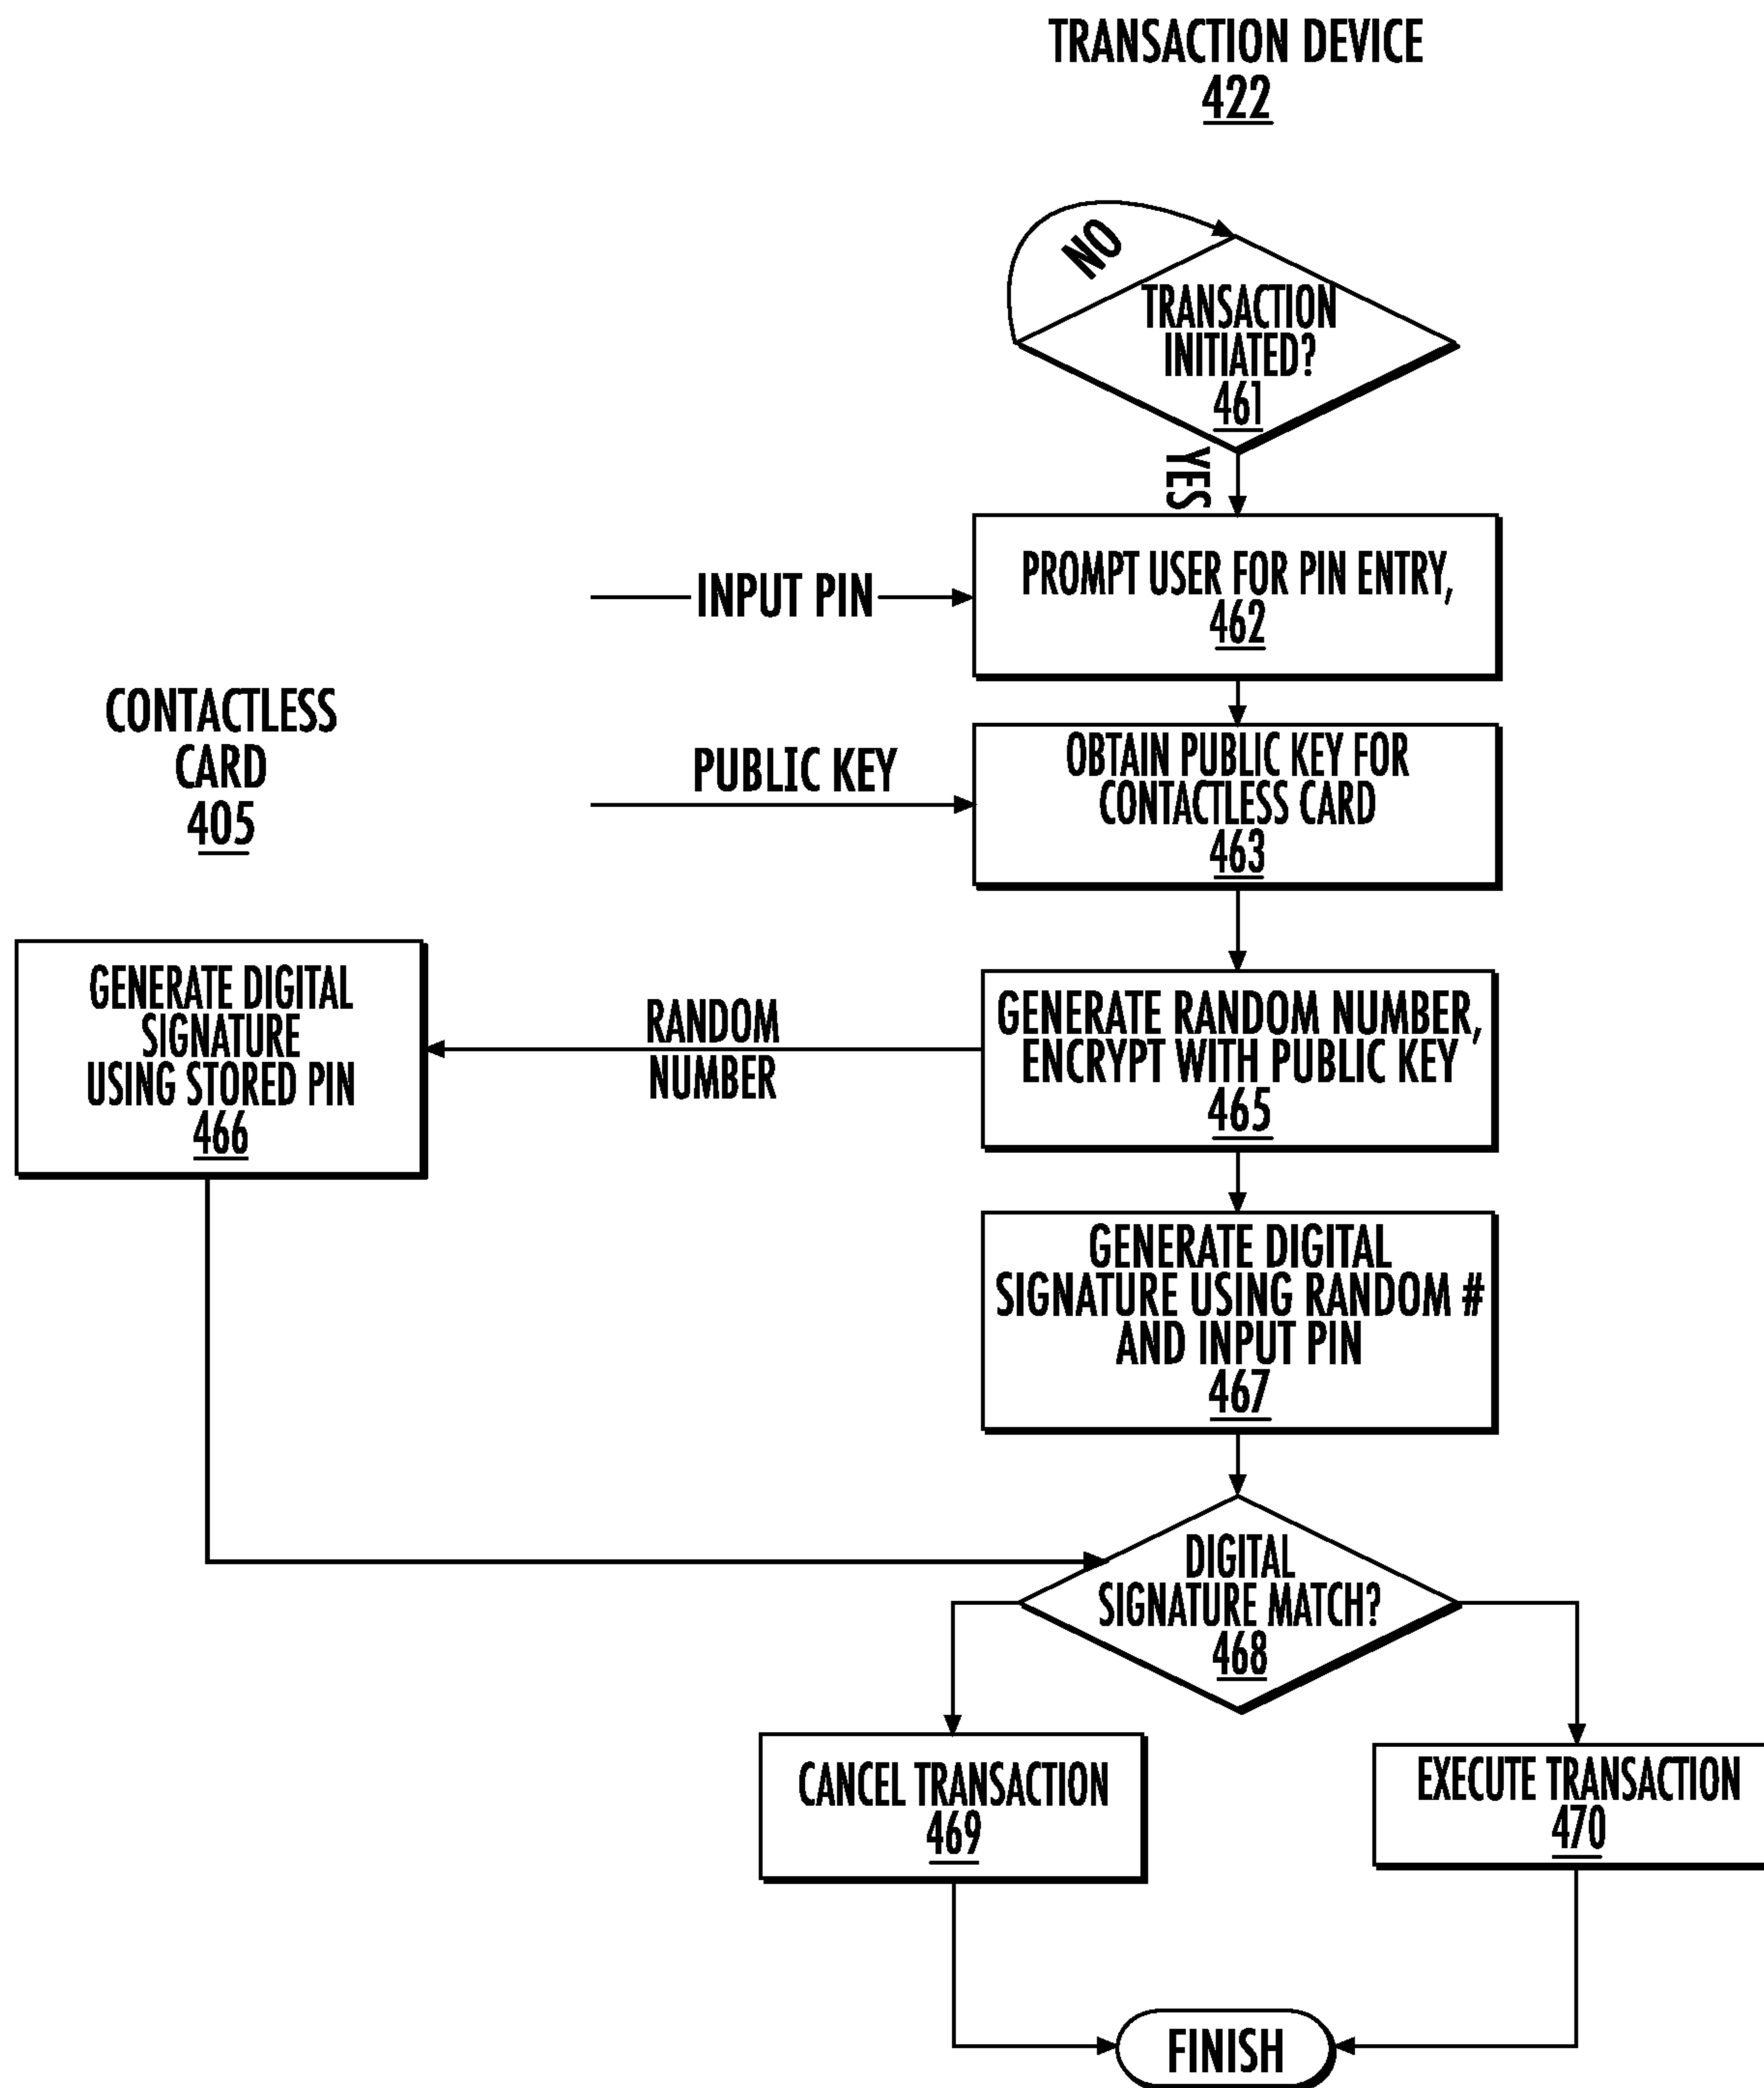 TRANSACTION DEVICE
422
NO
TRANSACTION
INITIATED?
461
YES
PROMPT USER FOR PIN ENTRY,
462
INPUT PIN
CONTACTLESS
CARD
405
PUBLIC KEY
OBTAIN PUBLIC KEY FOR
CONTACTLESS CARD
463
GENERATE DIGITAL
SIGNATURE
USING STORED PIN
466
RANDOM
NUMBER
GENERATE RANDOM NUMBER,
ENCRYPT WITH PUBLIC KEY
465
GENERATE DIGITAL
SIGNATURE USING RANDOM #
AND INPUT PIN
467
DIGITAL
SIGNATURE MATCH?
468
CANCEL TRANSACTION
469
EXECUTE TRANSACTION
470
FINISH